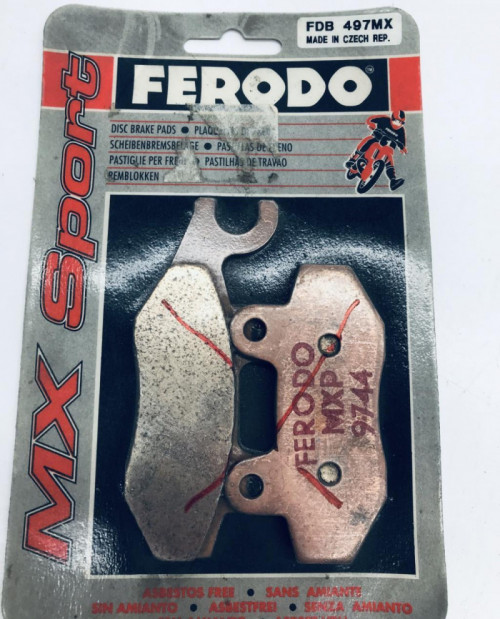 FDB 497MX
MADE IN CZECH REP.
FERODO
DISC BRAKE PADS •
SCHEIBENBREMSBELÄGE • PASTILLAS DE FRENO
PASTIGLIE PER FRENI • PASTILHAS DE TRAVAO
REMBLOKKEN
MX Sport
FERODO
MXP
9744
ASBESTOS FREE • SANS AMIANTE
SIN AMIANTO • ASBESTFREI • SENZA AMIANTO